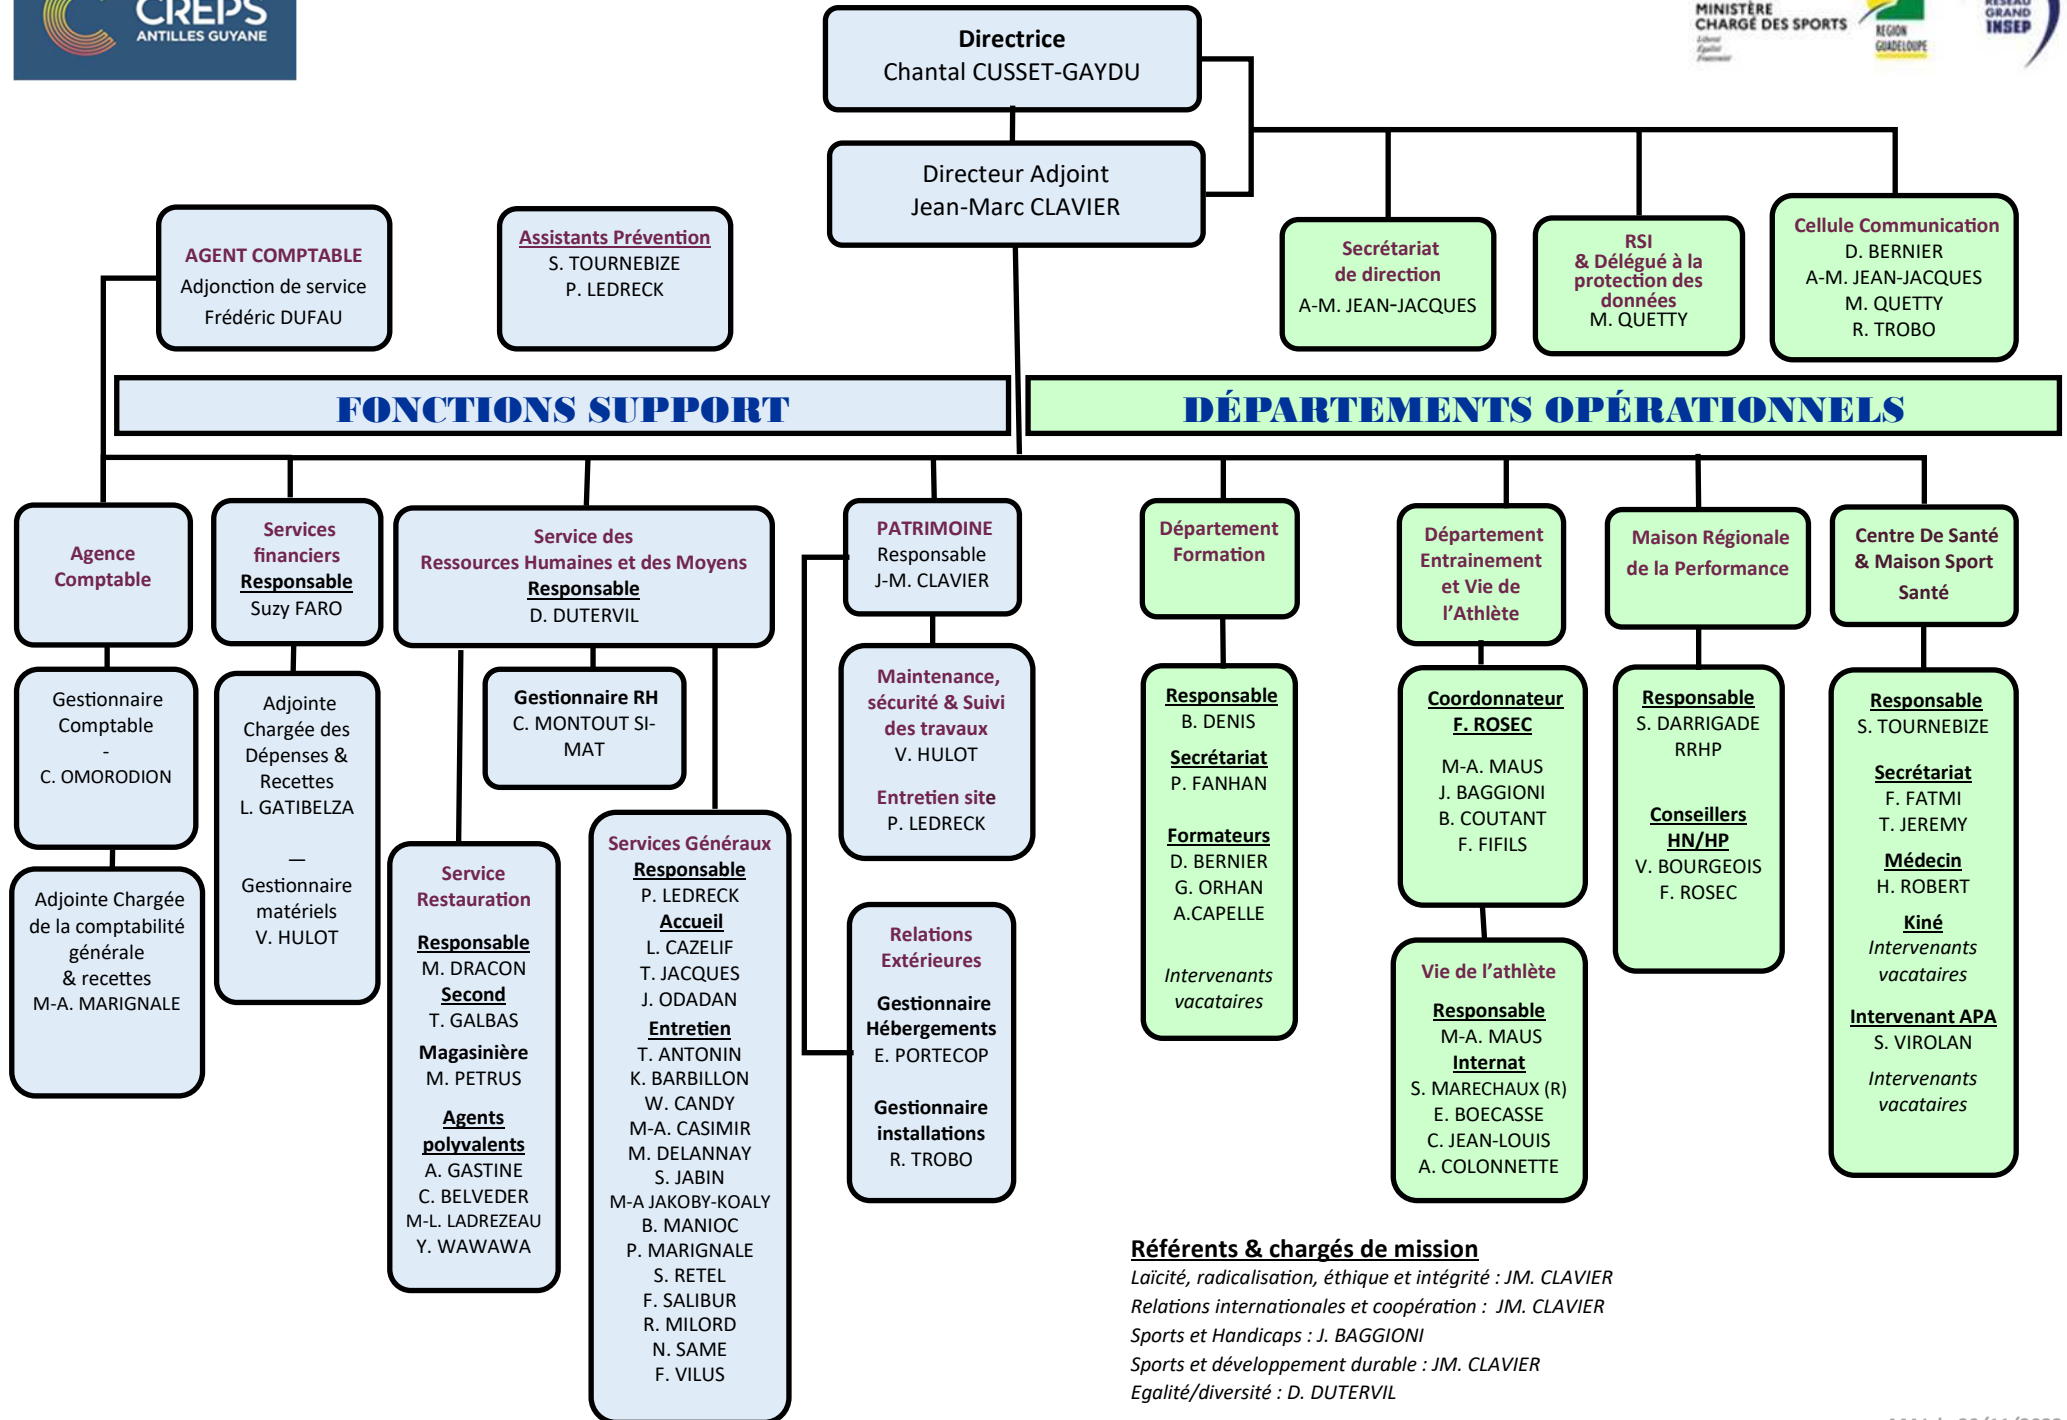 CREPS
ANTILLES GUYANE
MINISTÈRE
CHARGÉ DES SPORTS
Liberté
Égalité
Fraternité
REGION
GUADELOUPE
RÉSEAU
GRAND
INSEP
Directrice
Chantal CUSSET-GAYDU
Directeur Adjoint
Jean-Marc CLAVIER
AGENT COMPTABLE
Adjonction de service
Frédéric DUFAU
Assistants Prévention
S. TOURNEBIZE
P. LEDRECK
Secrétariat
de direction
A-M. JEAN-JACQUES
RSI
& Délégué à la
protection des
données
M. QUETTY
Cellule Communication
D. BERNIER
A-M. JEAN-JACQUES
M. QUETTY
R. TROBO
FONCTIONS SUPPORT
DÉPARTEMENTS OPÉRATIONNELS
Agence
Comptable
Gestionnaire
Comptable
-
C. OMORODION
Adjointe Chargée
de la comptabilité
générale
& recettes
M-A. MARIGNALE
Services
financiers
Responsable
Suzy FARO
Adjointe
Chargée des
Dépenses &
Recettes
L. GATIBELZA
—
Gestionnaire
matériels
V. HULOT
Service des
Ressources Humaines et des Moyens
Responsable
D. DUTERVIL
Gestionnaire RH
C. MONTOUT SI-
MAT
Service
Restauration
Responsable
M. DRACON
Second
T. GALBAS
Magasinière
M. PETRUS
Agents
polyvalents
A. GASTINE
C. BELVEDER
M-L. LADREZEAU
Y. WAWAWA
Services Généraux
Responsable
P. LEDRECK
Accueil
L. CAZELIF
T. JACQUES
J. ODADAN
Entretien
T. ANTONIN
K. BARBILLON
W. CANDY
M-A. CASIMIR
M. DELANNAY
S. JABIN
M-A JAKOBY-KOALY
B. MANIOC
P. MARIGNALE
S. RETEL
F. SALIBUR
R. MILORD
N. SAME
F. VILUS
PATRIMOINE
Responsable
J-M. CLAVIER
Maintenance,
sécurité & Suivi
des travaux
V. HULOT
Entretien site
P. LEDRECK
Relations
Extérieures
Gestionnaire
Hébergements
E. PORTECOP
Gestionnaire
installations
R. TROBO
Département
Formation
Responsable
B. DENIS
Secrétariat
P. FANHAN
Formateurs
D. BERNIER
G. ORHAN
A.CAPELLE
Intervenants
vacataires
Département
Entrainement
et Vie de
l'Athlète
Coordonnateur
F. ROSEC
M-A. MAUS
J. BAGGIONI
B. COUTANT
F. FIFILS
Vie de l'athlète
Responsable
M-A. MAUS
Internat
S. MARECHAUX (R)
E. BOECASSE
C. JEAN-LOUIS
A. COLONNETTE
Maison Régionale
de la Performance
Responsable
S. DARRIGADE
RRHP
Conseillers
HN/HP
V. BOURGEOIS
F. ROSEC
Centre De Santé
& Maison Sport
Santé
Responsable
S. TOURNEBIZE
Secrétariat
F. FATMI
T. JEREMY
Médecin
H. ROBERT
Kiné
Intervenants
vacataires
Intervenant APA
S. VIROLAN
Intervenants
vacataires
Référents & chargés de mission
Laïcité, radicalisation, éthique et intégrité : JM. CLAVIER
Relations internationales et coopération : JM. CLAVIER
Sports et Handicaps : J. BAGGIONI
Sports et développement durable : JM. CLAVIER
Egalité/diversité : D. DUTERVIL